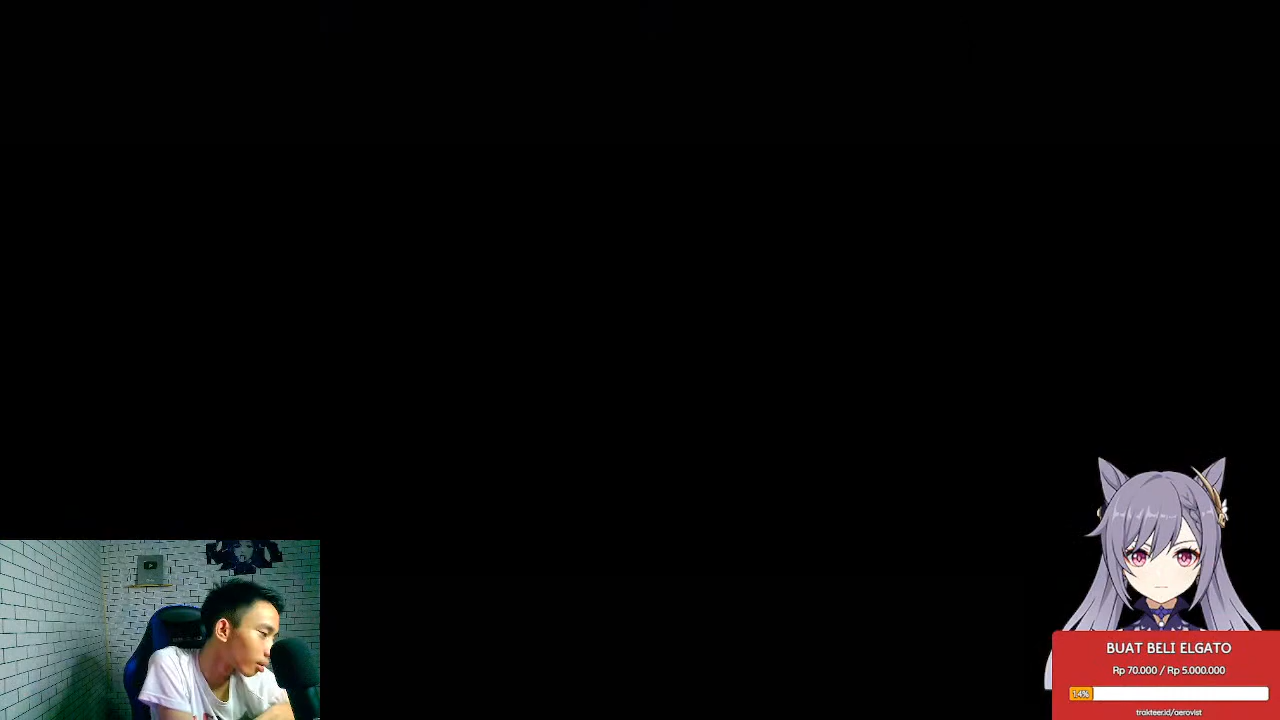 BUAT BELI ELGATO
Rp 70.000 / Rp 5.000.000
1.4%
trakteer.id/aerovist